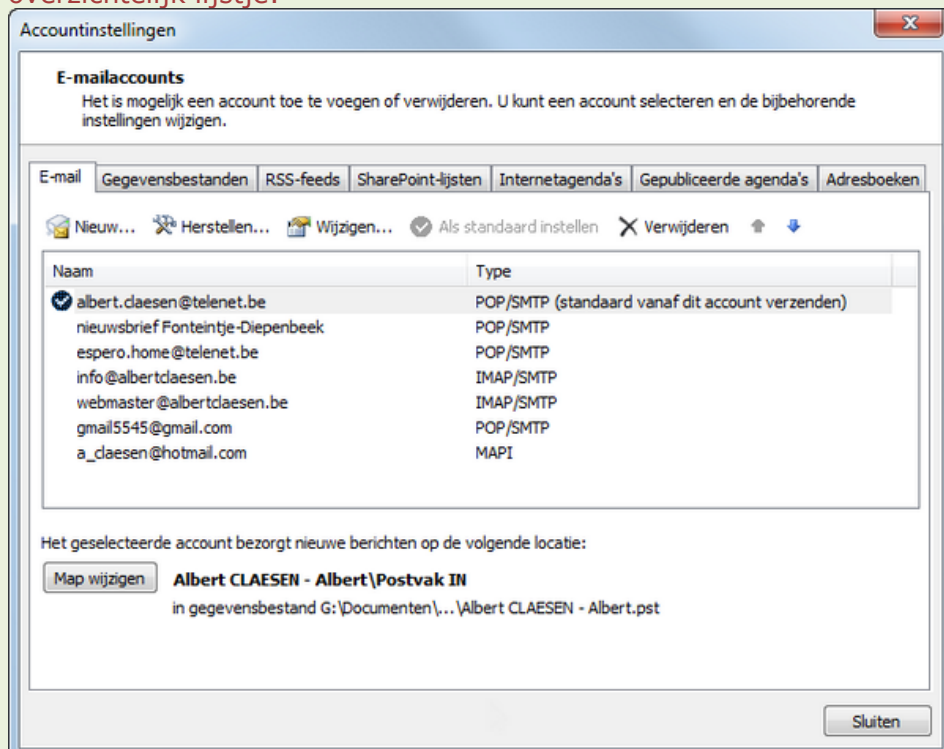 overzichtelijk lijstje:
Accountinstellingen
E-mailaccounts
Het is mogelijk een account toe te voegen of verwijderen. U kunt een account selecteren en de bijbehorende
instellingen wijzigen.
E-mail Gegevensbestanden RSS-feeds SharePoint-lijsten Internetagenda's Gepubliceerde agenda's Adresboeken
Nieuw... Herstellen... Wijzigen... Als standaard instellen Verwijderen
Naam Type
albert.claesen@telenet.be POP/SMTP (standaard vanaf dit account verzenden)
nieuwsbrief Fonteintje-Diepenbeek POP/SMTP
espero.home@telenet.be POP/SMTP
info@albertclaesen.be IMAP/SMTP
webmaster@albertclaesen.be IMAP/SMTP
gmail5545@gmail.com POP/SMTP
a_claesen@hotmail.com MAPI
Het geselecteerde account bezorgt nieuwe berichten op de volgende locatie:
Map wijzigen Albert CLAESEN - Albert\Postvak IN
in gegevensbestand G:\Documenten\...\Albert CLAESEN - Albert.pst
Sluiten